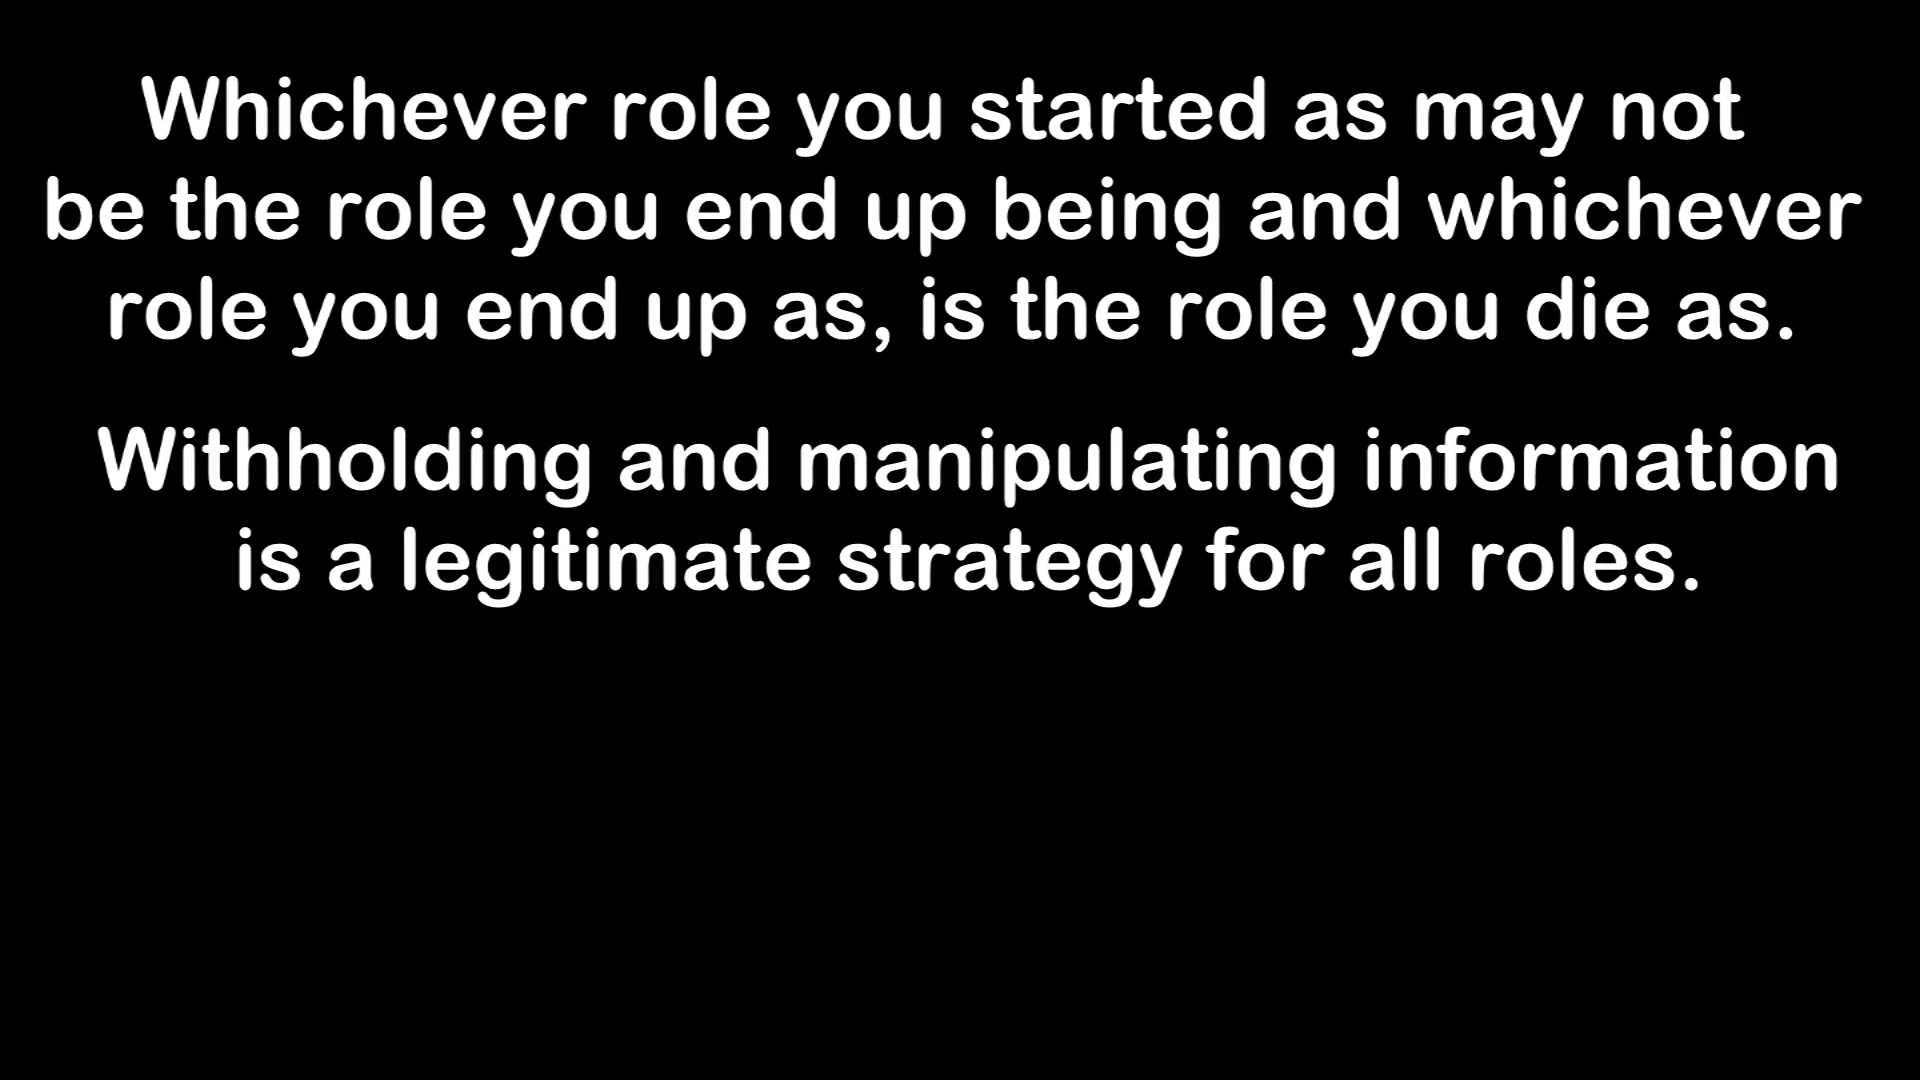 Whichever role you started as may not
be the role you end up being and whichever
role you end up as, is the role you die as.
Withholding and manipulating information
is a legitimate strategy for all roles.